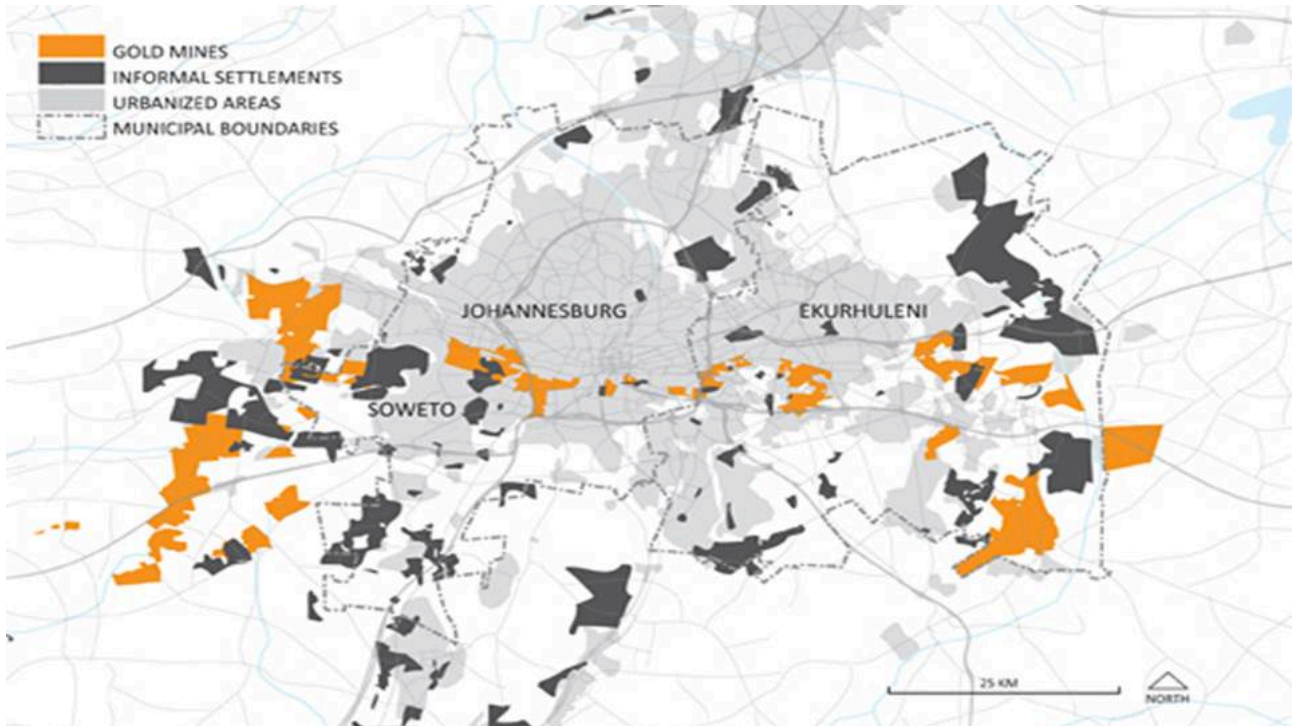 GOLD MINES
INFORMAL SETTLEMENTS
URBANIZED AREAS
MUNICIPAL BOUNDARIES
JOHANNESBURG
EKURHULENI
SOWETO
25 KM
NORTH